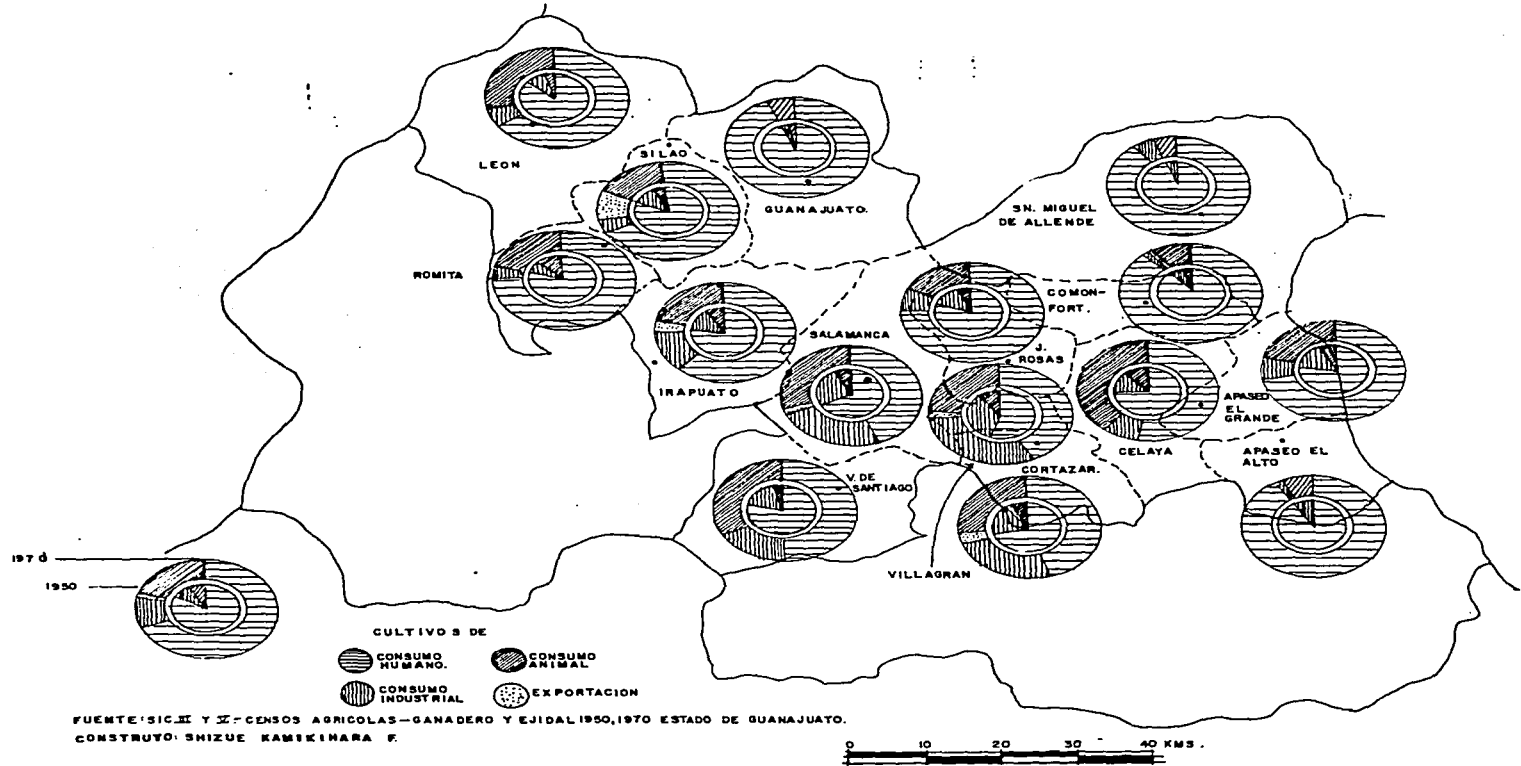 LEON
SILAO
GUANAJUATO.
SN. MIGUEL
DE ALLENDE
ROMITA
COMON-
FORT.
SALAMANCA
J.
ROSAS
IRAPUATO
APASEO
EL
GRANDE
CELAYA
APASEO EL
ALTO
CORTAZAR.
V. DE
SANTIAGO
VILLAGRAN
1970
1950
CULTIVOS DE
CONSUMO
HUMANO.
CONSUMO
ANIMAL
CONSUMO
INDUSTRIAL
EXPORTACION
FUENTE: SIC. III Y V.- CENSOS AGRICOLAS-GANADERO Y EJIDAL 1950, 1970 ESTADO DE GUANAJUATO.
CONSTRUYO: SHIZUE KAMIKIHARA F.
0 10 20 30 40 KMS.